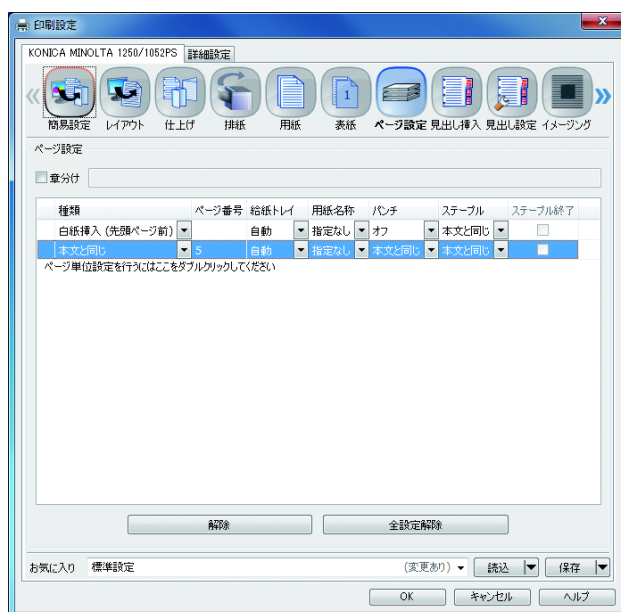 印刷設定
KONICA MINOLTA 1250/1052PS 詳細設定
簡易設定 レイアウト 仕上げ 排紙 用紙 表紙 ページ設定 見出し挿入 見出し設定 イメージング
1
ページ設定
章分け
種類 ページ番号 給紙トレイ 用紙名称 パンチ ステープル ステープル終了
白紙挿入 (先頭ページ前) 自動 指定なし オフ 本文と同じ
本文と同じ 5 自動 指定なし 本文と同じ 本文と同じ
ページ単位設定を行うにはここをダブルクリックしてください
解除 全設定解除
お気に入り 標準設定 (変更あり) 読込 保存
OK キャンセル ヘルプ